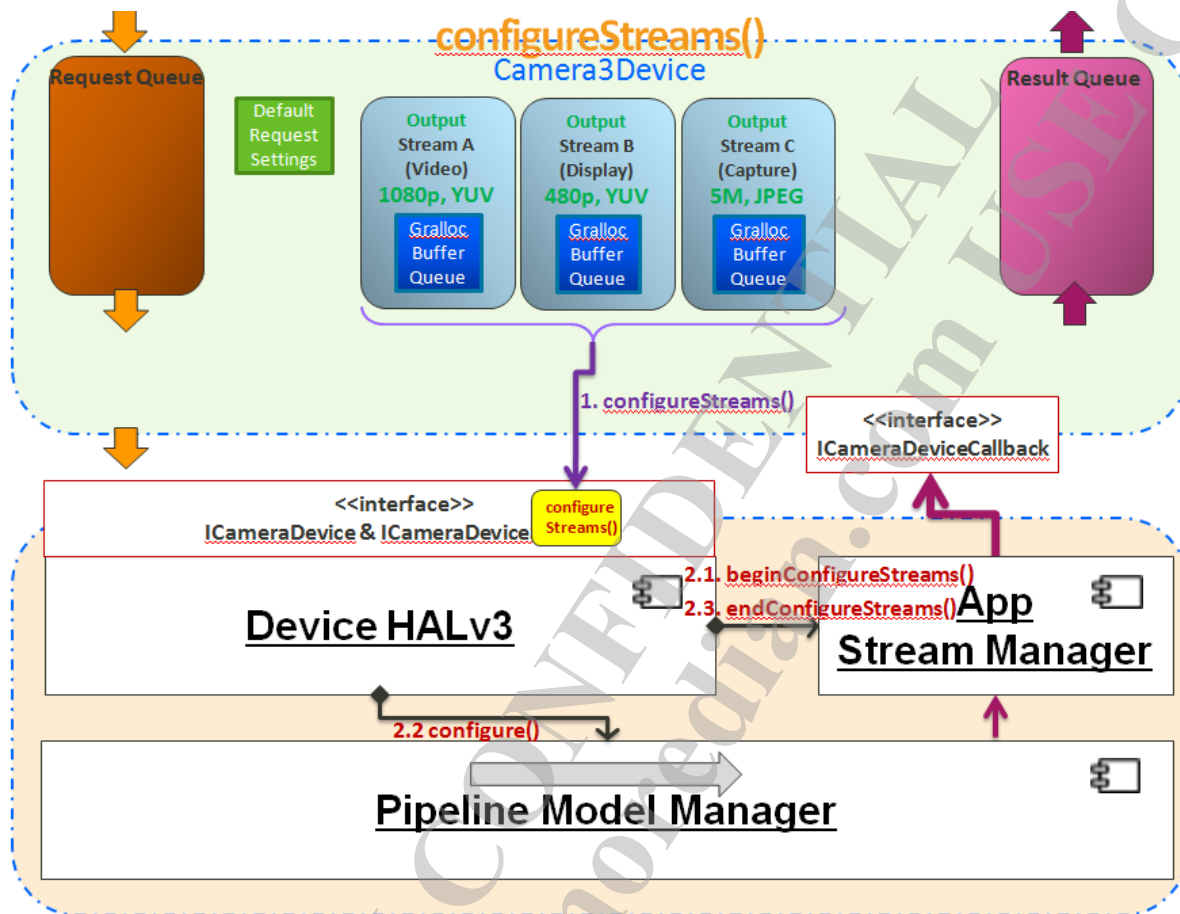 configureStreams()
Camera3Device
Request Queue
Default
Request
Settings
Output
Stream A
(Video)
1080p, YUV
Gralloc
Buffer
Queue
Output
Stream B
(Display)
480p, YUV
Gralloc
Buffer
Queue
Output
Stream C
(Capture)
5M, JPEG
Gralloc
Buffer
Queue
Result Queue
1. configureStreams()
<<interface>>
ICameraDeviceCallback
<<interface>>
ICameraDevice & ICameraDevice
configure
Streams()
Device HALv3
2.1. beginConfigureStreams()
2.3. endConfigureStreams()
App
Stream Manager
2.2 configure()
Pipeline Model Manager
CONFIDENTIAL
moredian.com USE